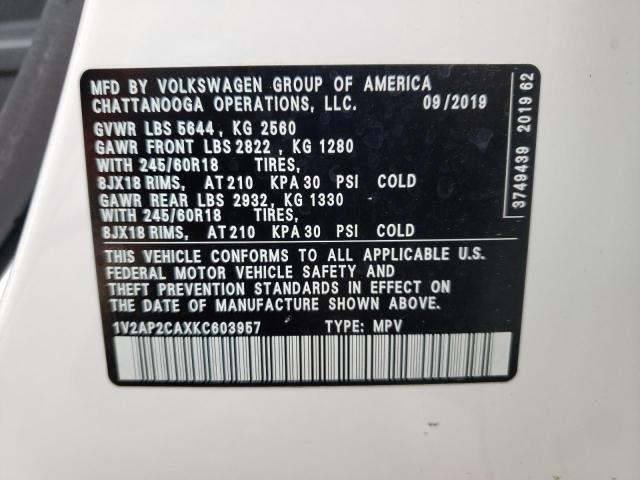 MFD BY VOLKSWAGEN GROUP OF AMERICA
CHATTANOOGA OPERATIONS, LLC. 09/2019
GVWR LBS 5644 , KG 2560
GAWR FRONT LBS 2822 , KG 1280
WITH 245/60R18 TIRES,
8JX18 RIMS, AT 210 KPA 30 PSI COLD
GAWR REAR LBS 2932, KG 1330
WITH 245/60R18 TIRES,
8JX18 RIMS, AT 210 KPA 30 PSI COLD
THIS VEHICLE CONFORMS TO ALL APPLICABLE U.S.
FEDERAL MOTOR VEHICLE SAFETY AND
THEFT PREVENTION STANDARDS IN EFFECT ON
THE DATE OF MANUFACTURE SHOWN ABOVE.
1V2AP2CAXKC603957 TYPE: MPV
3749439 2019 62